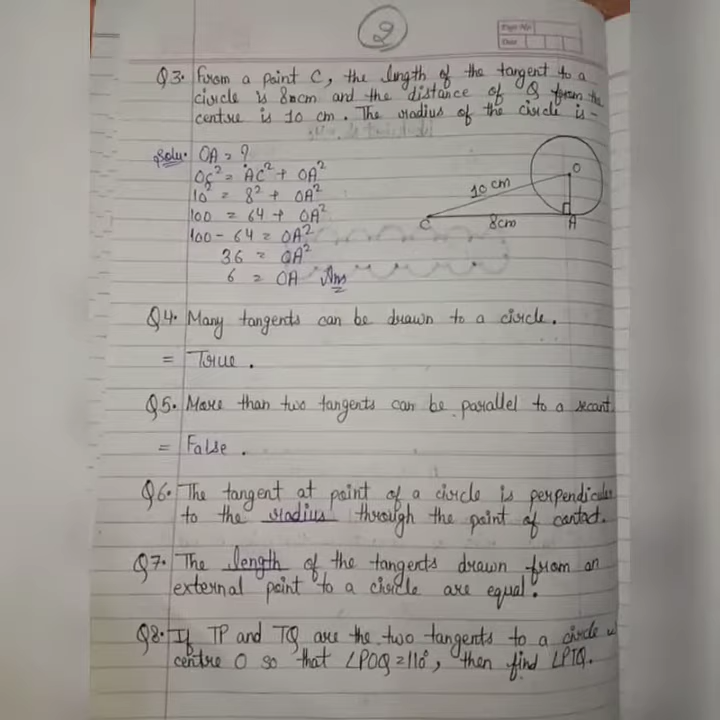 2
Page No.
Date
Q3. From a point C, the length of the tangent to a
circle is 8cm and the distance of Q from the
centre is 10 cm. The radius of the circle is -
Solu. OA = ?
OC² = AC² + OA²
10² = 8² + OA²
100 = 64 + OA²
100 - 64 = OA²
36 = OA²
6 = OA Ans
O
10 cm
C 8cm A
Q4. Many tangents can be drawn to a circle.
= True.
Q5. More than two tangents can be parallel to a secant
= False.
Q6. The tangent at point of a circle is perpendicular
to the radius through the point of contact.
Q7. The length of the tangents drawn from an
external point to a circle are equal.
Q8. If TP and TQ are the two tangents to a circle w
centre O so that ∠POQ = 110°, then find ∠PTQ.